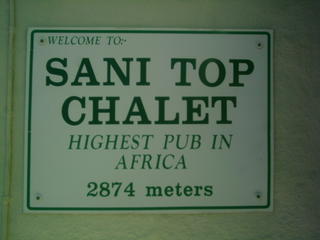 WELCOME TO:-
SANI TOP
CHALET
HIGHEST PUB IN
AFRICA
2874 meters